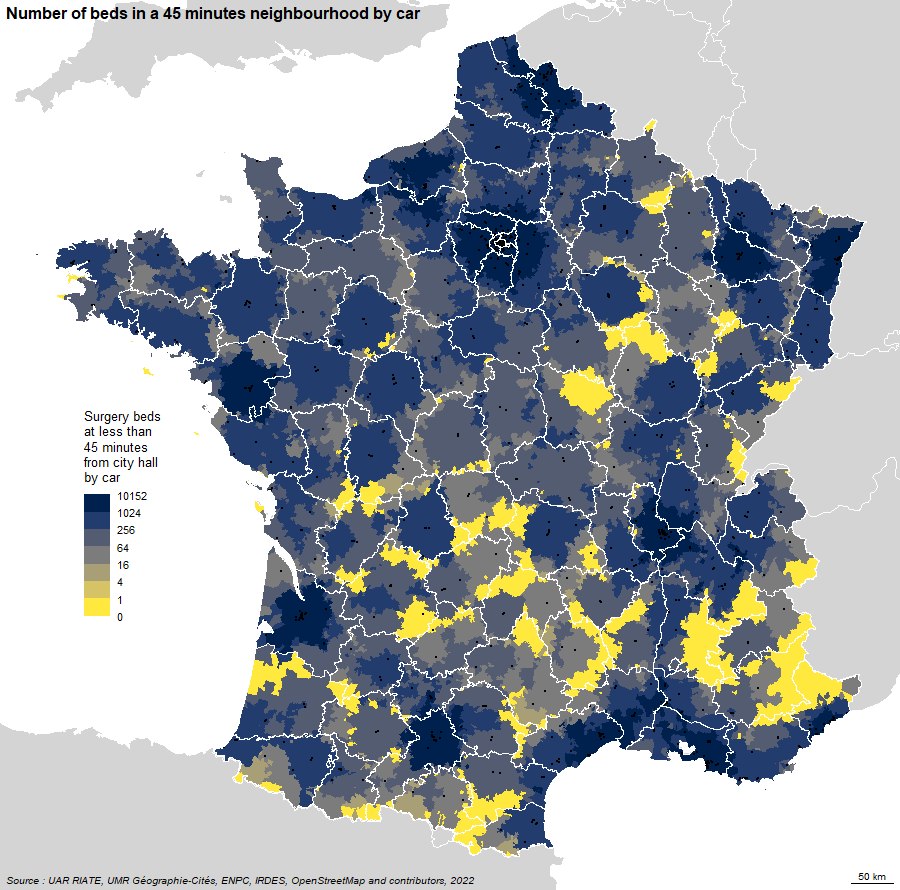 Number of beds in a 45 minutes neighbourhood by car
Surgery beds
at less than
45 minutes
from city hall
by car
10152
1024
256
64
16
4
1
0
50 km
Source : UAR RIATE, UMR Géographie-Cités, ENPC, IRDES, OpenStreetMap and contributors, 2022